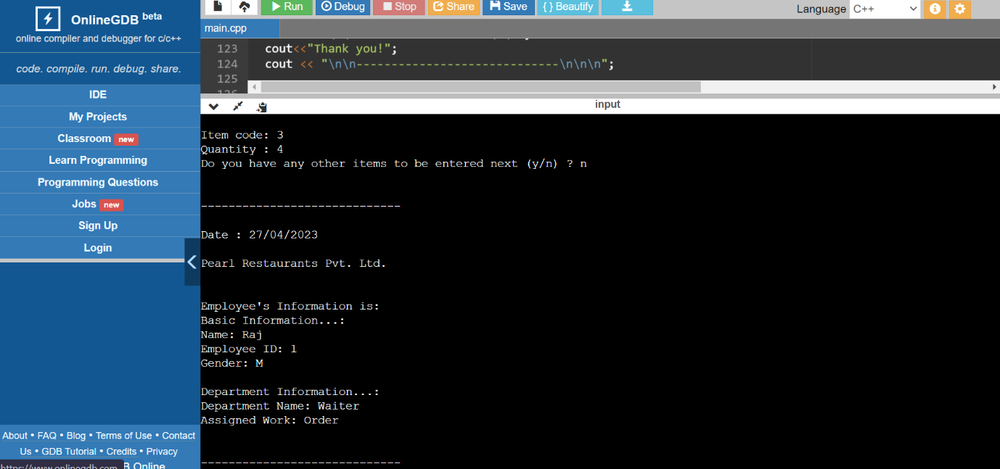 OnlineGDB beta
online compiler and debugger for c/c++
code. compile. run. debug. share.
IDE
My Projects
Classroom new
Learn Programming
Programming Questions
Jobs new
Sign Up
Login
About • FAQ • Blog • Terms of Use • Contact
Us • GDB Tutorial • Credits • Privacy
Online
Run Debug Stop Share Save { } Beautify
Language C++
main.cpp
123 cout<<"Thank you!";
124 cout << "\n\n-----------------------------\n\n\n";
125
126
input
Item code: 3
Quantity : 4
Do you have any other items to be entered next (y/n) ? n
-----------------------------
Date : 27/04/2023
Pearl Restaurants Pvt. Ltd.
Employee's Information is:
Basic Information...:
Name: Raj
Employee ID: 1
Gender: M
Department Information...:
Department Name: Waiter
Assigned Work: Order
-----------------------------